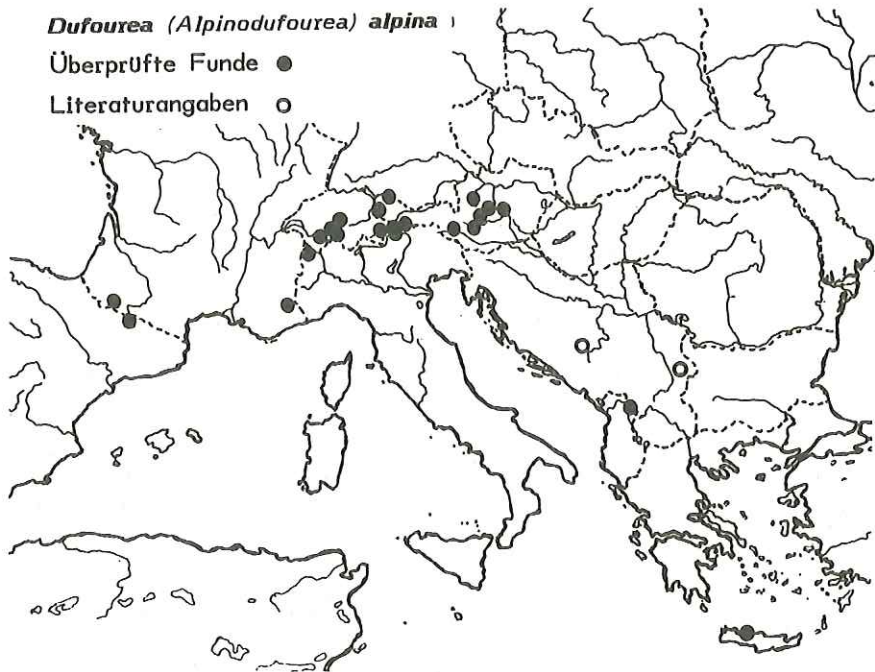 Dufourea (Alpinodufourea) alpina
Überprüfte Funde ●
Literaturangaben o